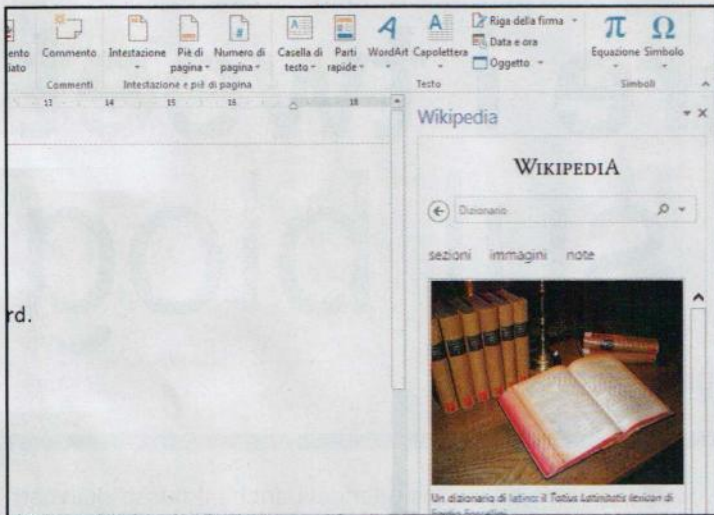 Riga della firma
ento Commento Intestazione Piè di Numero di Casella di Parti WordArt Capolettera Data e ora Equazione Simbolo
iato pagina pagina testo rapide Oggetto
Commenti Intestazione e piè di pagina Testo Simboli
13 14 15 16 18
Wikipedia
WIKIPEDIA
Dizionario
sezioni immagini note
rd.
Un dizionario di latino: il Totius Latinitatis lexicon di